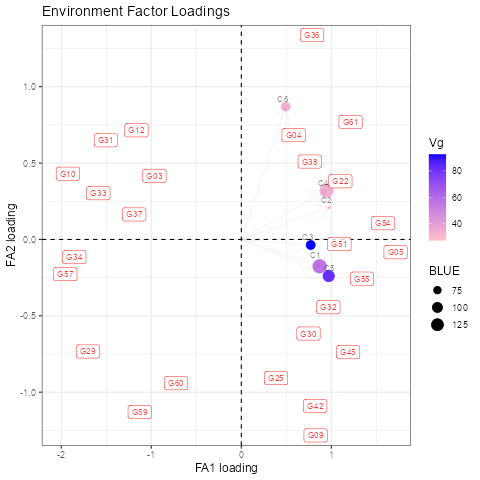 Environment Factor Loadings
G36
1.0
C6
G61
G12
G04
G31
0.5
G38
G10
G03
C4
G22
G33
C2
G37
G54
C3
0.0
G51
G05
G34
C1
G57
C5
G55
G32
-0.5
G30
G29
G45
G60
G25
-1.0
G42
G59
G09
-2
-1
0
1
FA1 loading
FA2 loading
Vg
80
60
40
BLUE
75
100
125